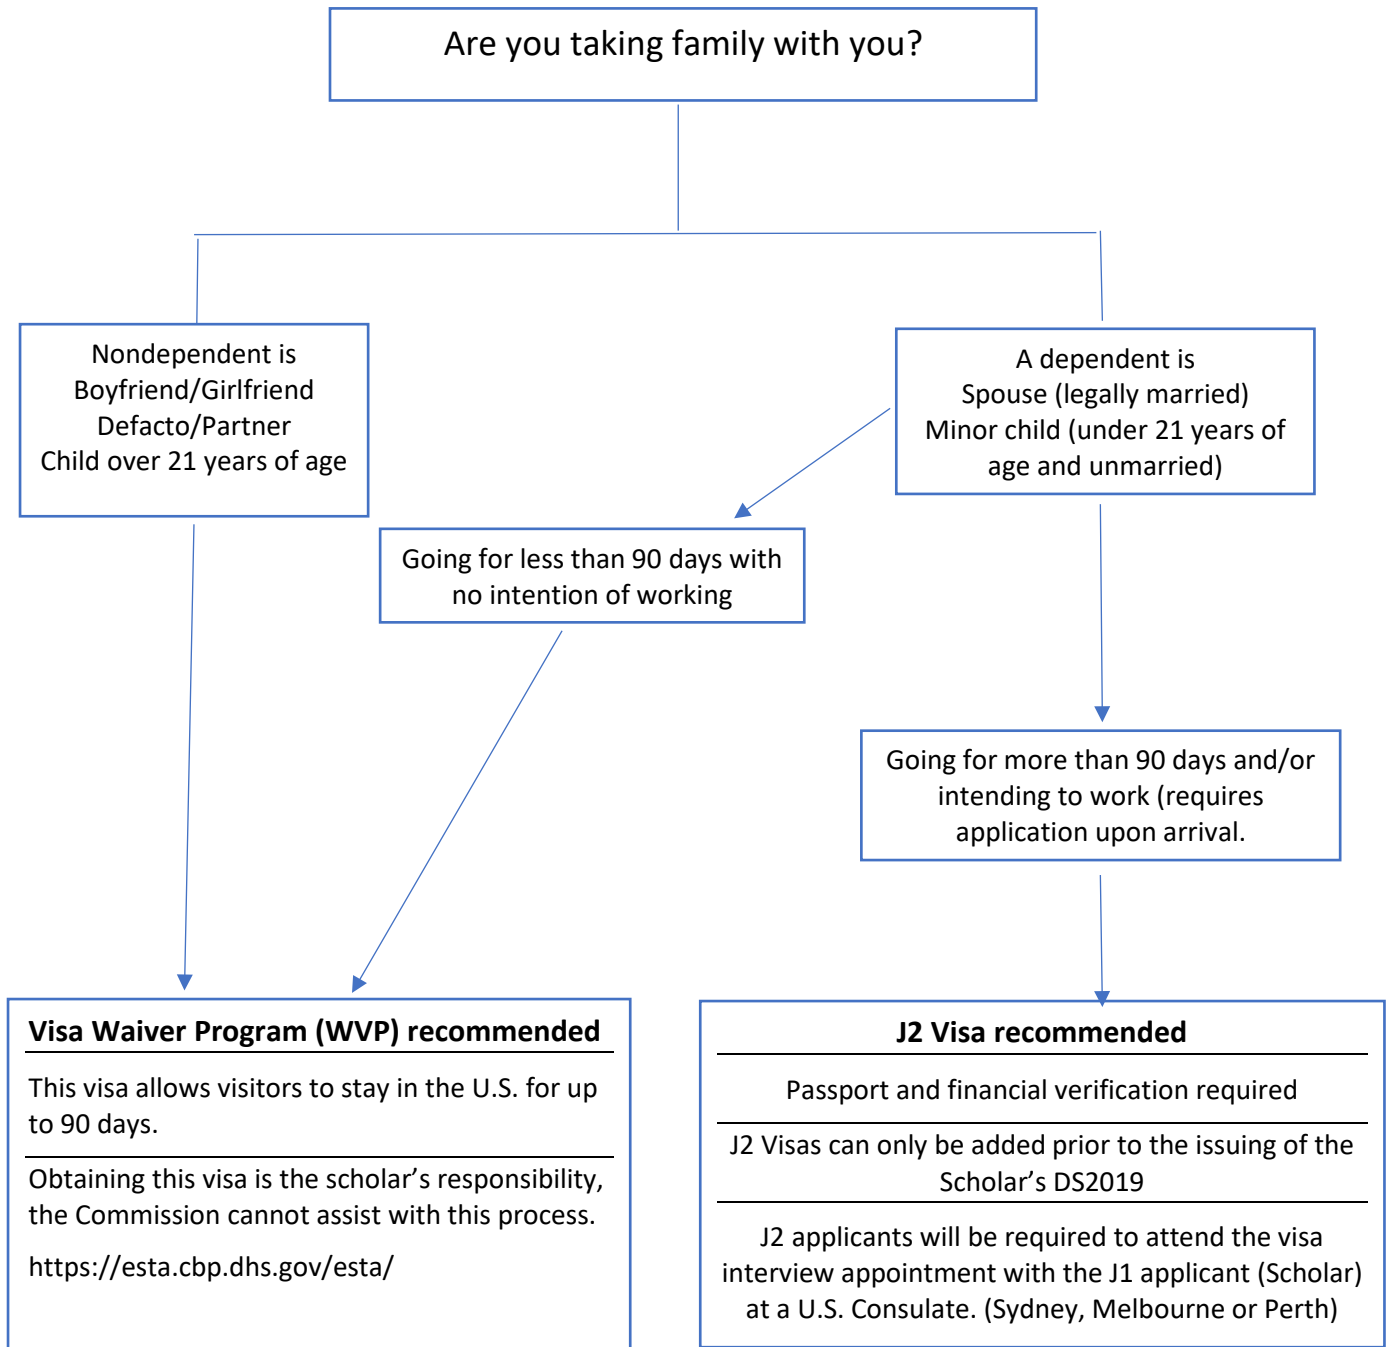 Are you taking family with you?
Nondependent is
Boyfriend/Girlfriend
Defacto/Partner
Child over 21 years of age
A dependent is
Spouse (legally married)
Minor child (under 21 years of
age and unmarried)
Going for less than 90 days with
no intention of working
Going for more than 90 days and/or
intending to work (requires
application upon arrival.
Visa Waiver Program (WVP) recommended
This visa allows visitors to stay in the U.S. for up
to 90 days.
Obtaining this visa is the scholar’s responsibility,
the Commission cannot assist with this process.
https://esta.cbp.dhs.gov/esta/
J2 Visa recommended
Passport and financial verification required
J2 Visas can only be added prior to the issuing of the
Scholar’s DS2019
J2 applicants will be required to attend the visa
interview appointment with the J1 applicant (Scholar)
at a U.S. Consulate. (Sydney, Melbourne or Perth)